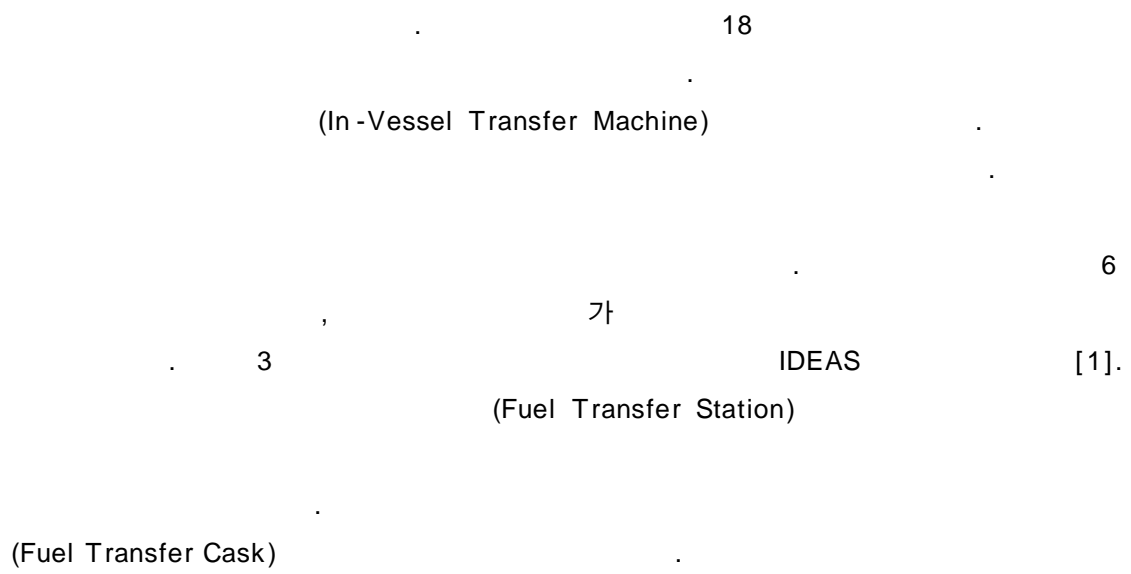 . 18
.
(In-Vessel Transfer Machine) .
.
. 6
, 가
. 3 IDEAS [1].
(Fuel Transfer Station)
.
(Fuel Transfer Cask) .